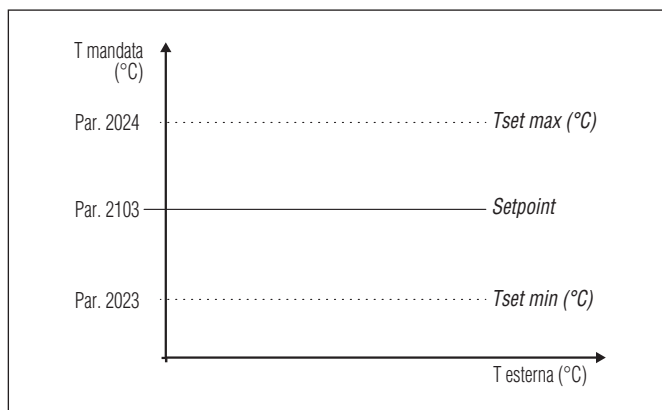 T mandata
(°C)
Par. 2024
Tset max (°C)
Par. 2103
Setpoint
Par. 2023
Tset min (°C)
T esterna (°C)